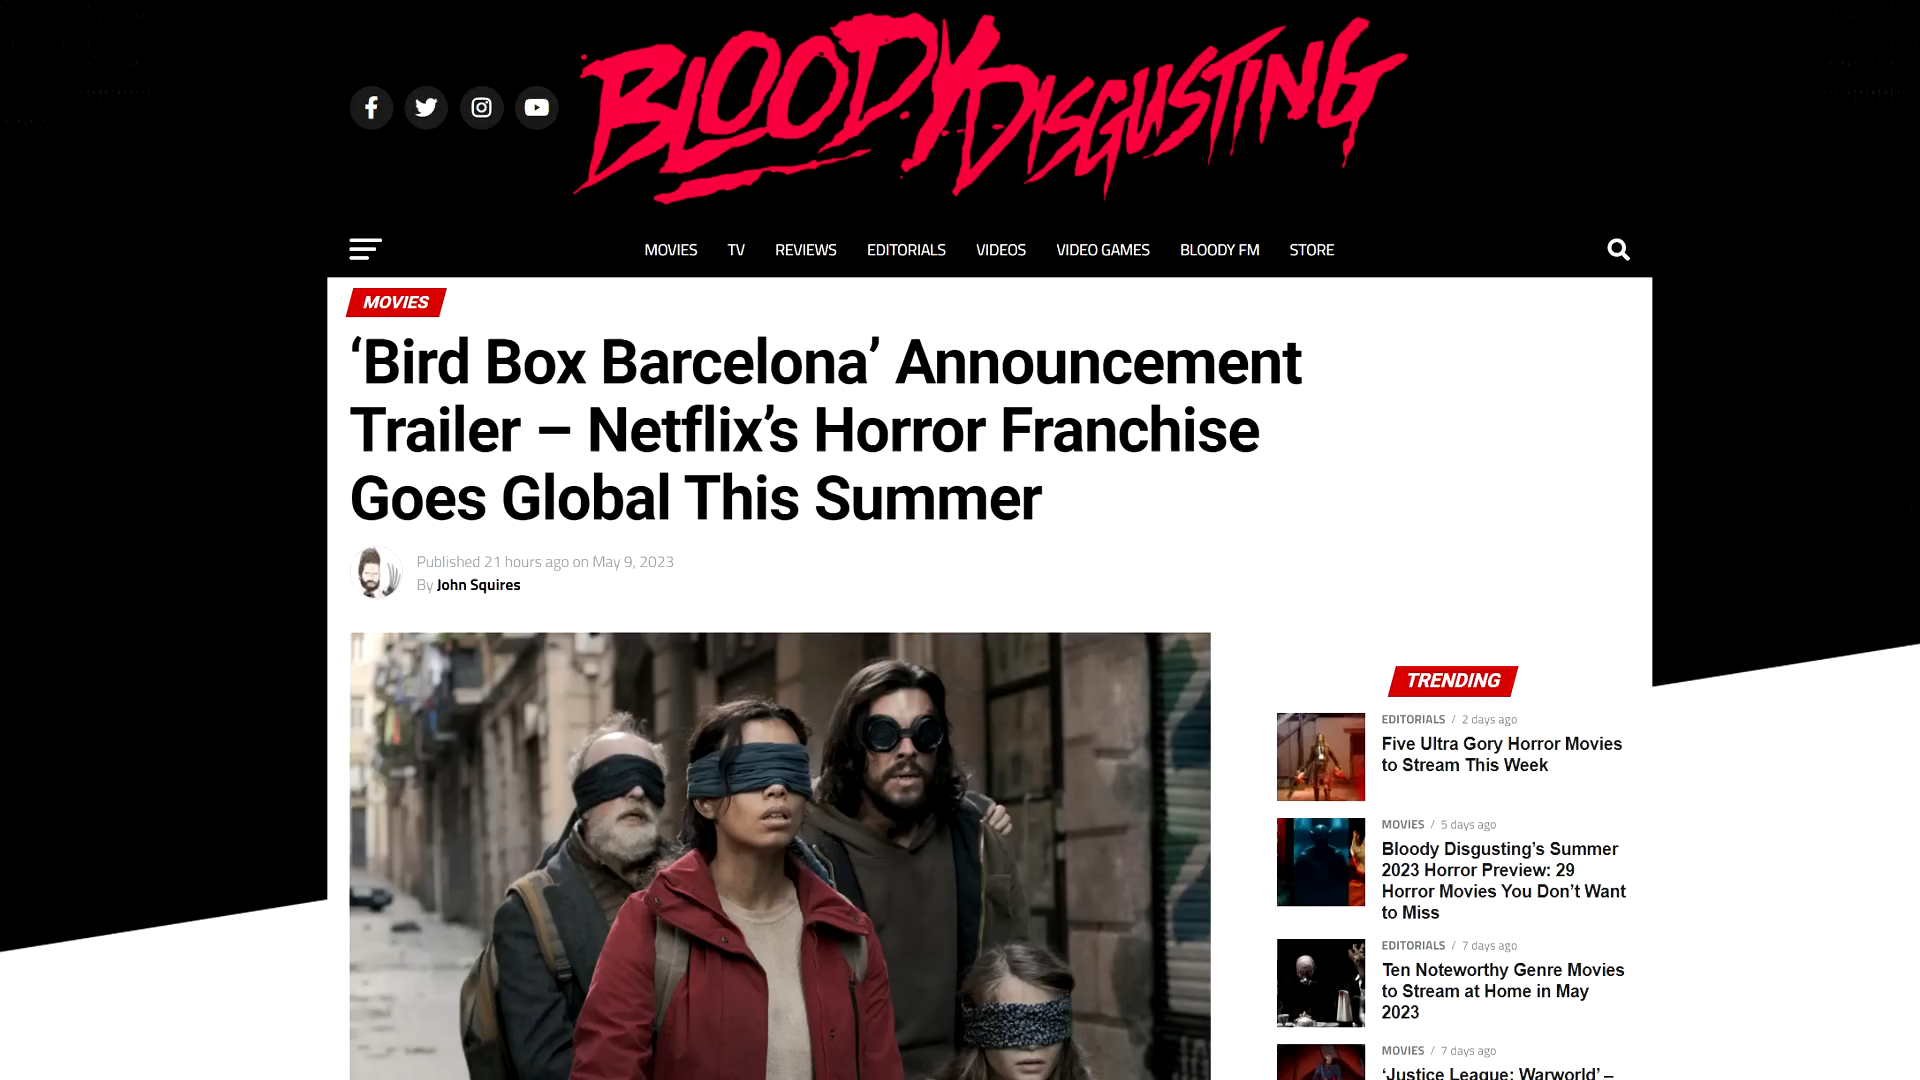 BLOODY DISGUSTING
MOVIES TV REVIEWS EDITORIALS VIDEOS VIDEO GAMES BLOODY FM STORE
MOVIES
‘Bird Box Barcelona’ Announcement
Trailer – Netflix’s Horror Franchise
Goes Global This Summer
Published 21 hours ago on May 9, 2023
By John Squires
TRENDING
EDITORIALS / 2 days ago
Five Ultra Gory Horror Movies
to Stream This Week
MOVIES / 5 days ago
Bloody Disgusting’s Summer
2023 Horror Preview: 29
Horror Movies You Don’t Want
to Miss
EDITORIALS / 7 days ago
Ten Noteworthy Genre Movies
to Stream at Home in May
2023
MOVIES / 7 days ago
‘Justice League: Warworld’ –